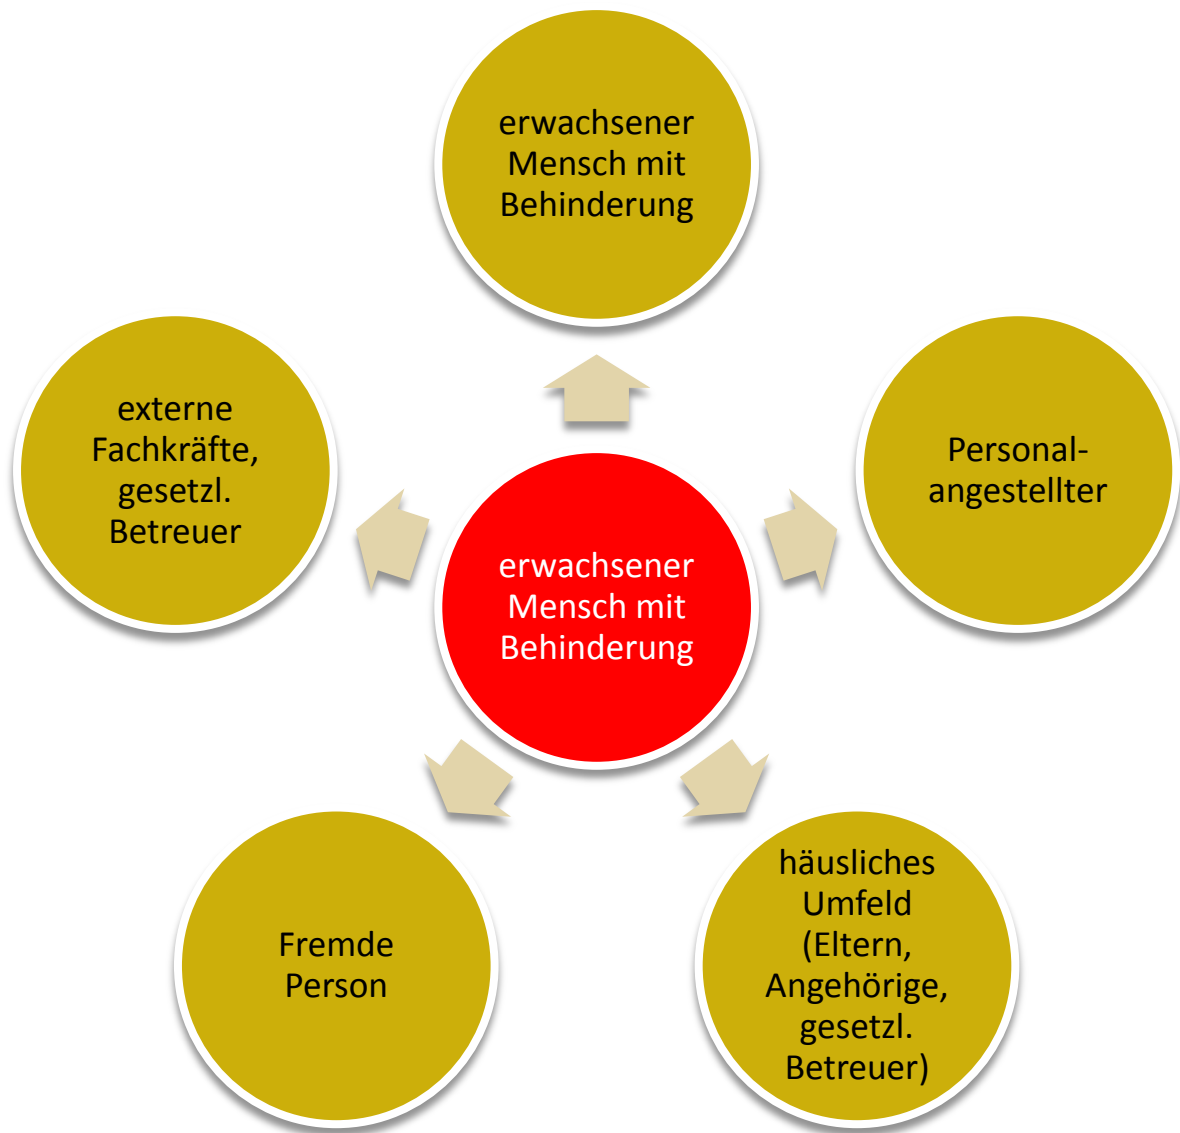 erwachsener
Mensch mit
Behinderung
externe
Fachkräfte,
gesetzl.
Betreuer
Personal-
angestellter
erwachsener
Mensch mit
Behinderung
Fremde
Person
häusliches
Umfeld
(Eltern,
Angehörige,
gesetzl.
Betreuer)